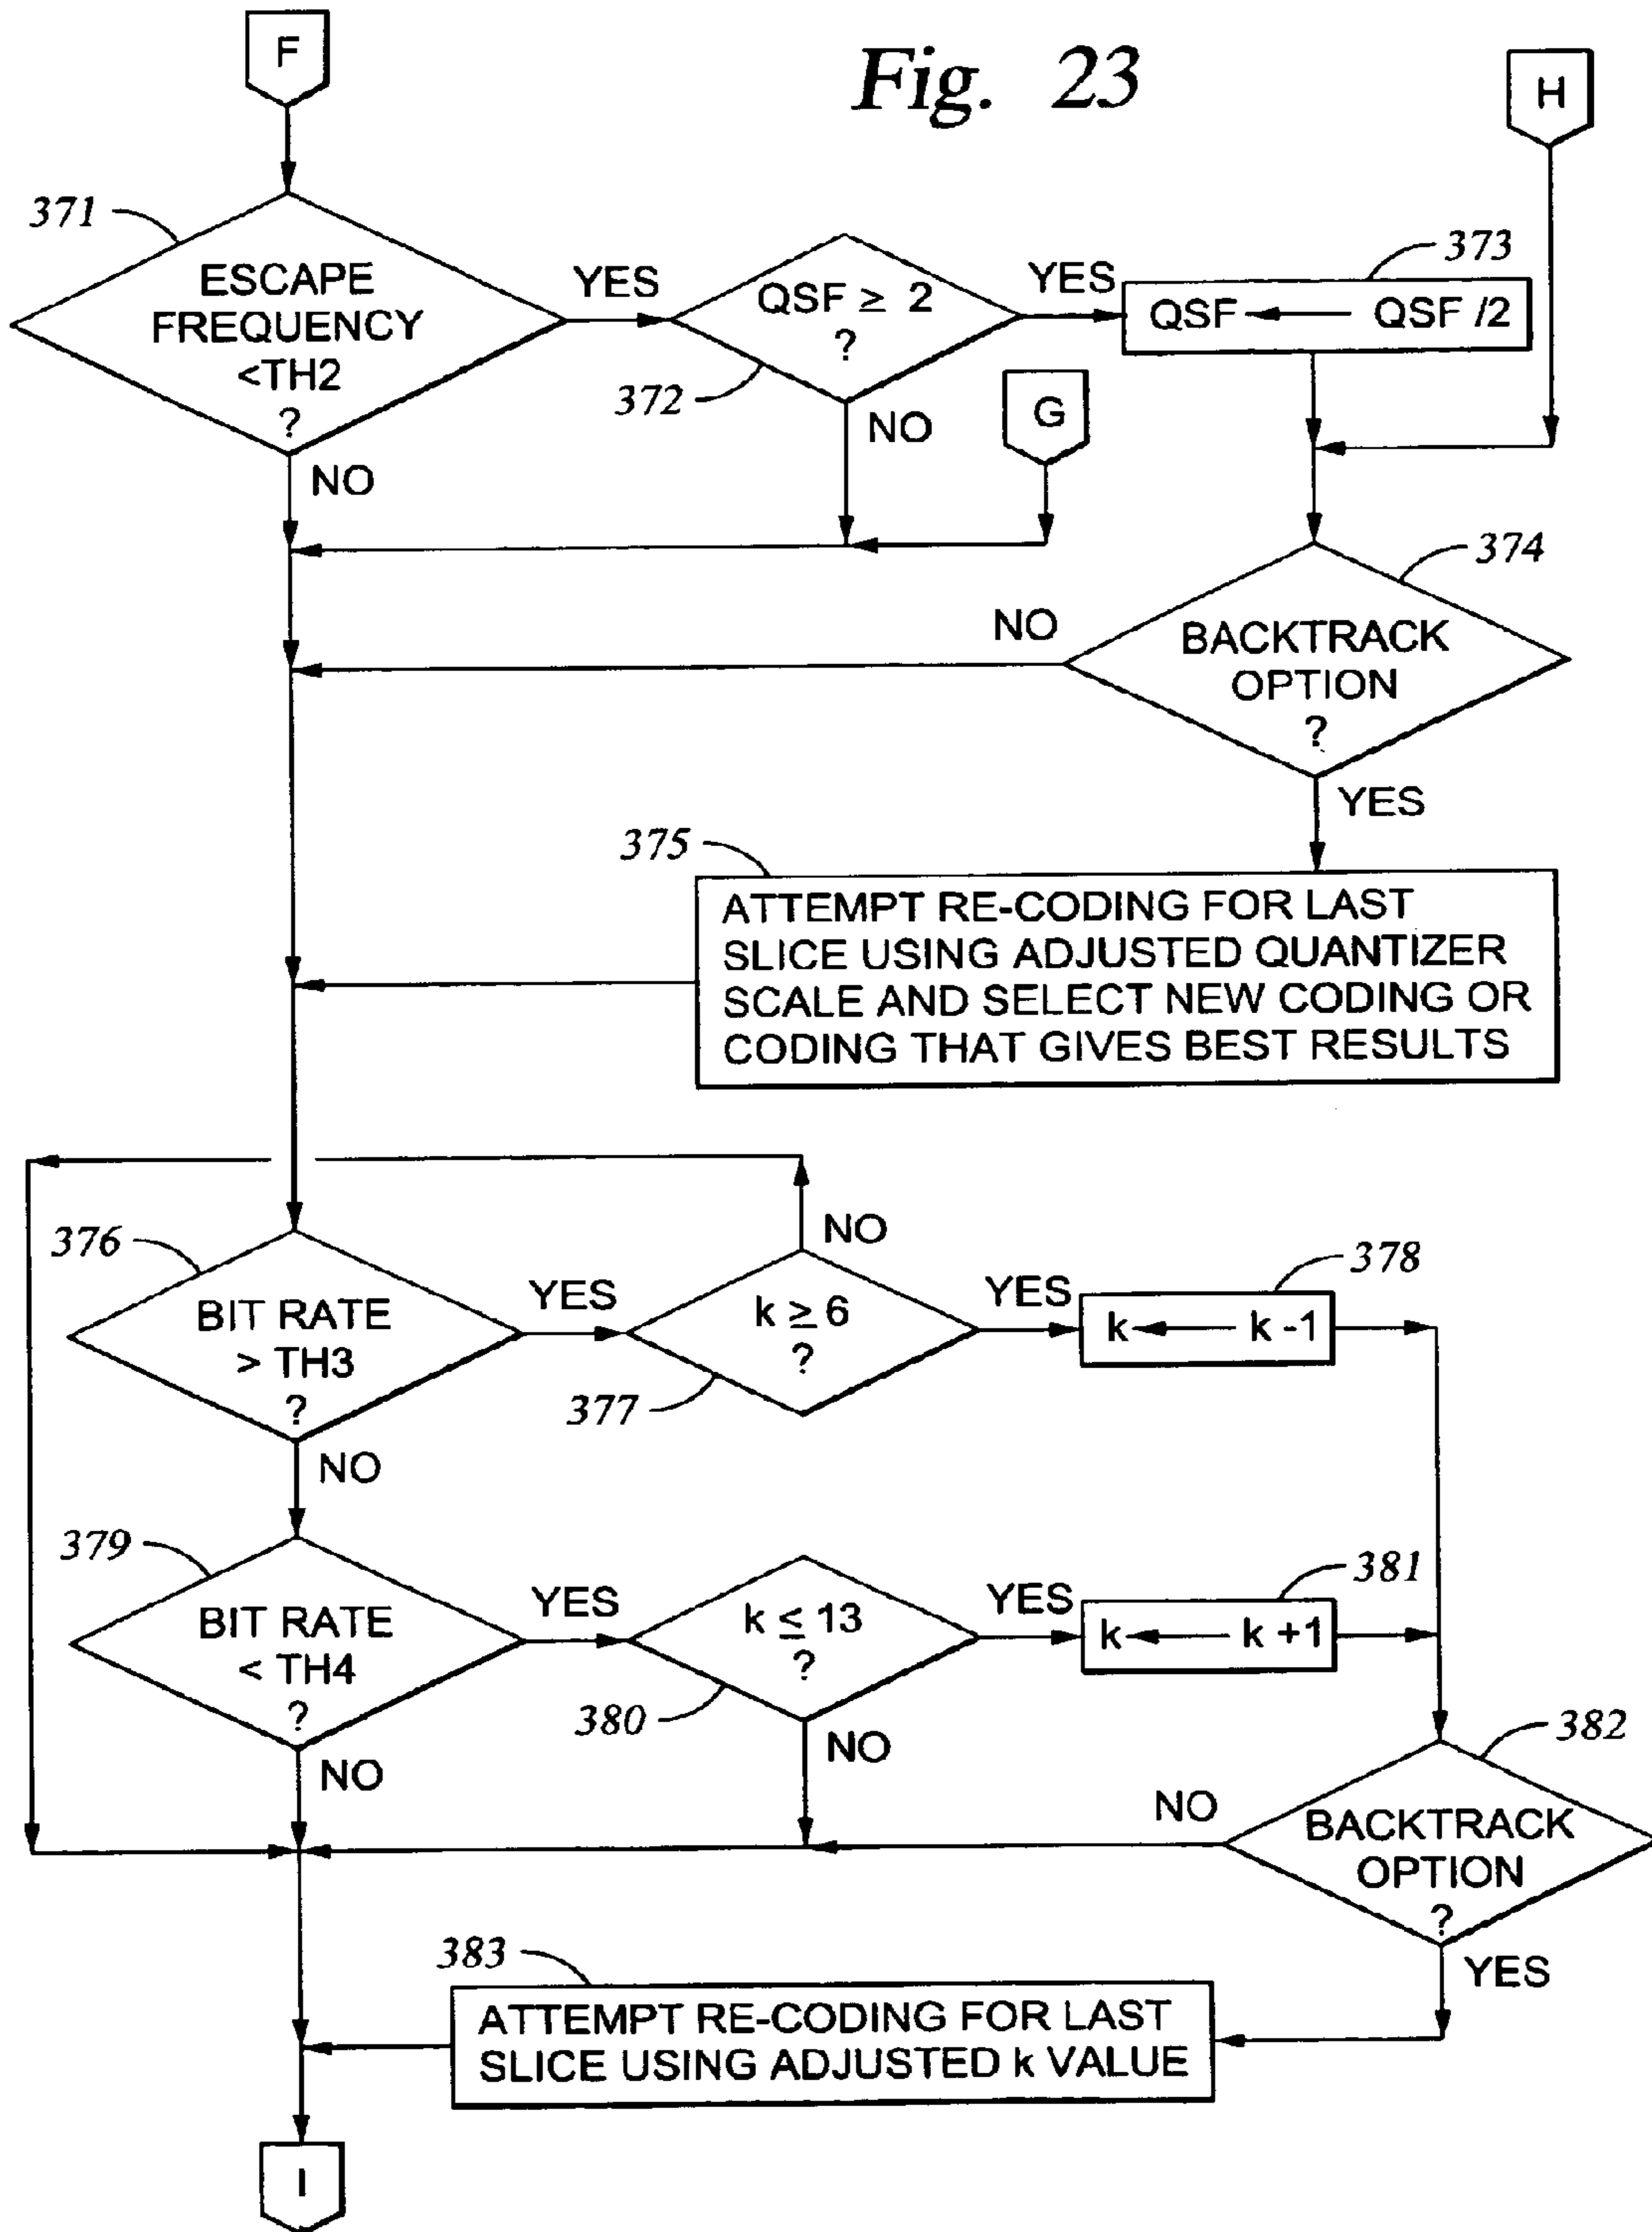 Fig. 23
F
H
371
ESCAPE
FREQUENCY
<TH2
?
YES
NO
372
QSF ≥ 2
?
YES
NO
373
QSF QSF /2
G
374
BACKTRACK
OPTION
?
NO
YES
375
ATTEMPT RE-CODING FOR LAST
SLICE USING ADJUSTED QUANTIZER
SCALE AND SELECT NEW CODING OR
CODING THAT GIVES BEST RESULTS
376
BIT RATE
> TH3
?
YES
NO
377
k ≥ 6
?
NO
YES
378
k k -1
379
BIT RATE
< TH4
?
YES
NO
380
k ≤ 13
?
YES
NO
381
k k +1
382
BACKTRACK
OPTION
?
NO
YES
383
ATTEMPT RE-CODING FOR LAST
SLICE USING ADJUSTED k VALUE
I